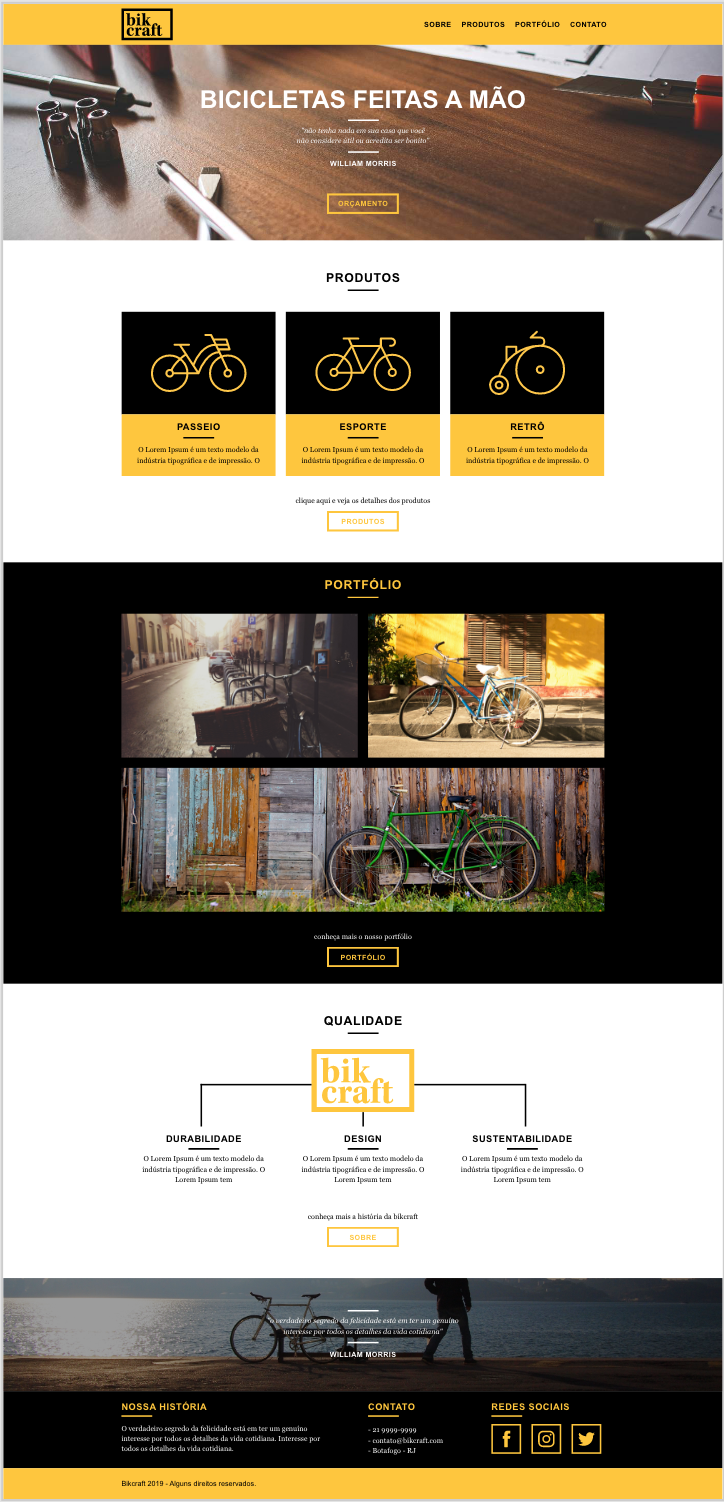 bik
craft
SOBRE PRODUTOS PORTFÓLIO CONTATO
BICICLETAS FEITAS A MÃO
"não tenha nada em sua casa que você
não considere útil ou acredita ser bonito"
WILLIAM MORRIS
ORÇAMENTO
PRODUTOS
PASSEIO
O Lorem Ipsum é um texto modelo da
indústria tipográfica e de impressão. O
ESPORTE
O Lorem Ipsum é um texto modelo da
indústria tipográfica e de impressão. O
RETRÔ
O Lorem Ipsum é um texto modelo da
indústria tipográfica e de impressão. O
clique aqui e veja os detalhes dos produtos
PRODUTOS
PORTFÓLIO
conheça mais o nosso portfólio
PORTFÓLIO
QUALIDADE
bik
craft
DURABILIDADE
O Lorem Ipsum é um texto modelo da
indústria tipográfica e de impressão. O
Lorem Ipsum tem
DESIGN
O Lorem Ipsum é um texto modelo da
indústria tipográfica e de impressão. O
Lorem Ipsum tem
SUSTENTABILIDADE
O Lorem Ipsum é um texto modelo da
indústria tipográfica e de impressão. O
Lorem Ipsum tem
conheça mais a história da bikcraft
SOBRE
"o verdadeiro segredo da felicidade está em ter um genuíno
interesse por todos os detalhes da vida cotidiana"
WILLIAM MORRIS
NOSSA HISTÓRIA
O verdadeiro segredo da felicidade está em ter um genuíno
interesse por todos os detalhes da vida cotidiana. Interesse por
todos os detalhes da vida cotidiana.
CONTATO
- 21 9999-9999
- contato@bikcraft.com
- Botafogo - RJ
REDES SOCIAIS
Bikcraft 2019 - Alguns direitos reservados.